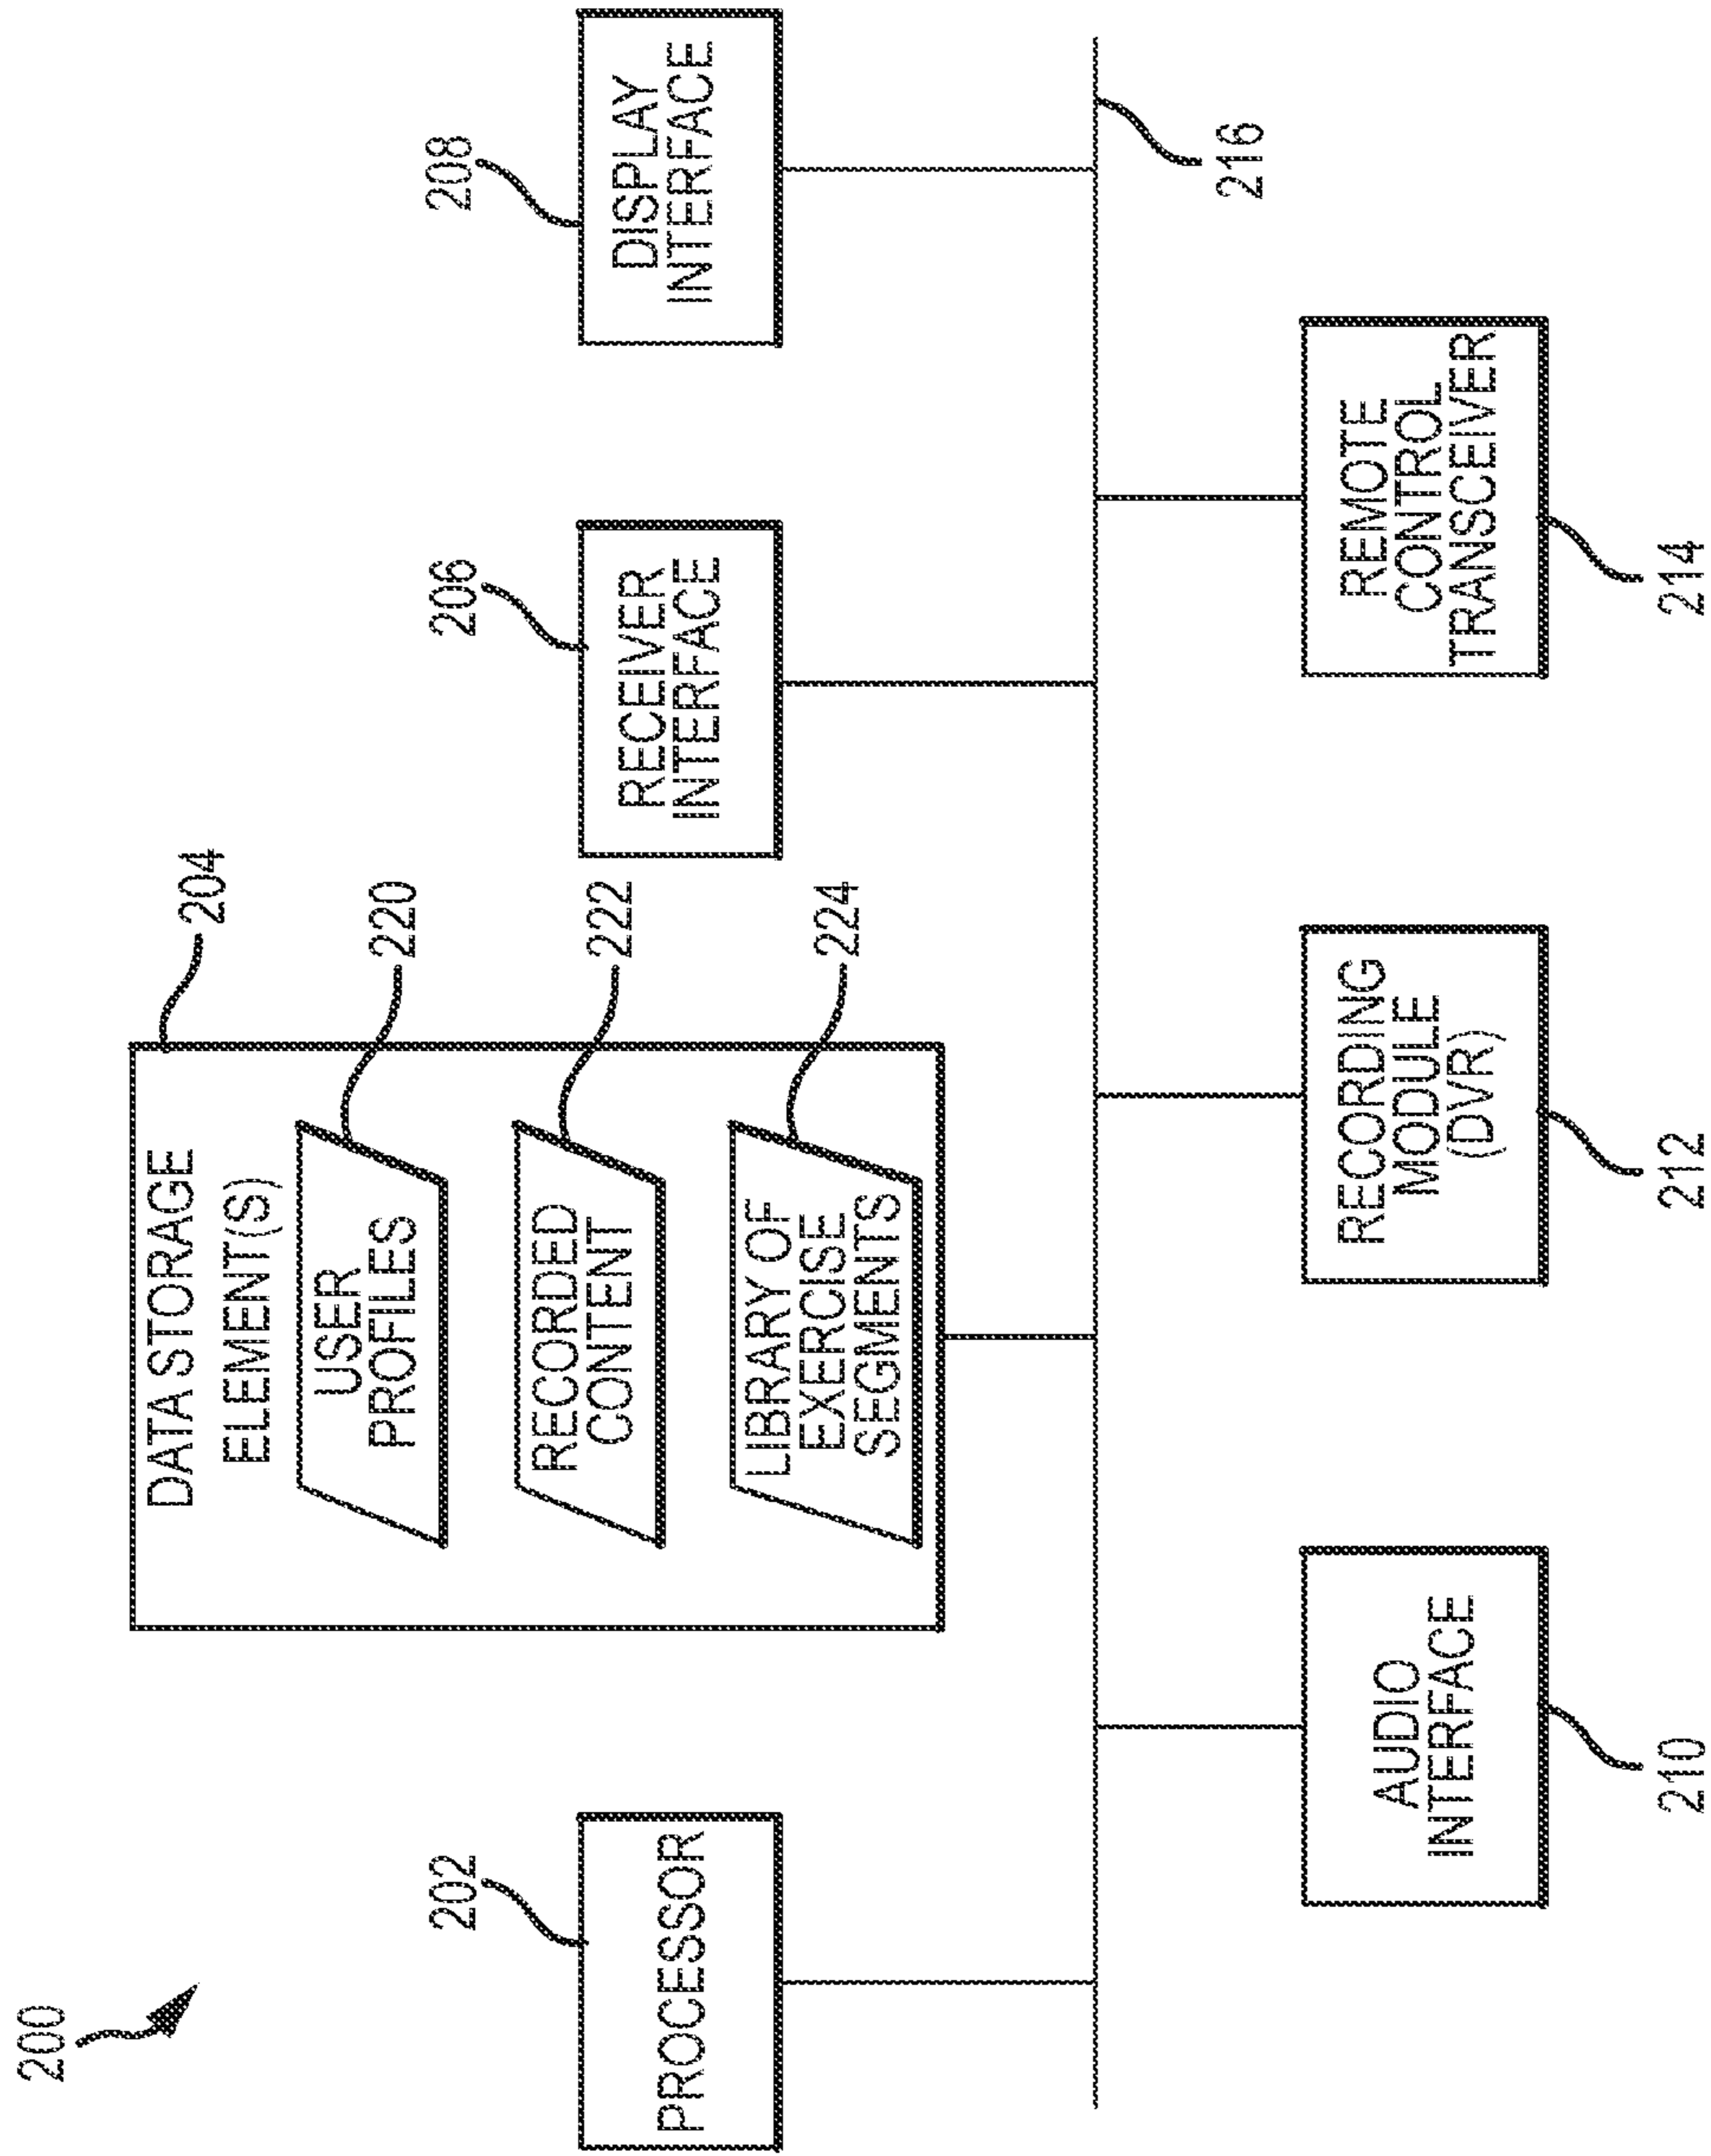 200
202
PROCESSOR
204
DATA STORAGE
ELEMENT(S)
220
USER
PROFILES
222
RECORDED
CONTENT
224
LIBRARY OF
EXERCISE
SEGMENTS
206
RECEIVER
INTERFACE
208
DISPLAY
INTERFACE
216
AUDIO
INTERFACE
210
RECORDING
MODULE
(DVR)
212
REMOTE
CONTROL
TRANSCEIVER
214